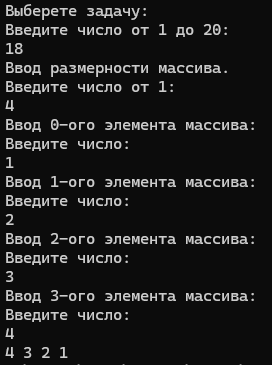 Выберете задачу:
Введите число от 1 до 20:
18
Ввод размерности массива.
Введите число от 1:
4
Ввод 0-ого элемента массива:
Введите число:
1
Ввод 1-ого элемента массива:
Введите число:
2
Ввод 2-ого элемента массива:
Введите число:
3
Ввод 3-ого элемента массива:
Введите число:
4
4 3 2 1